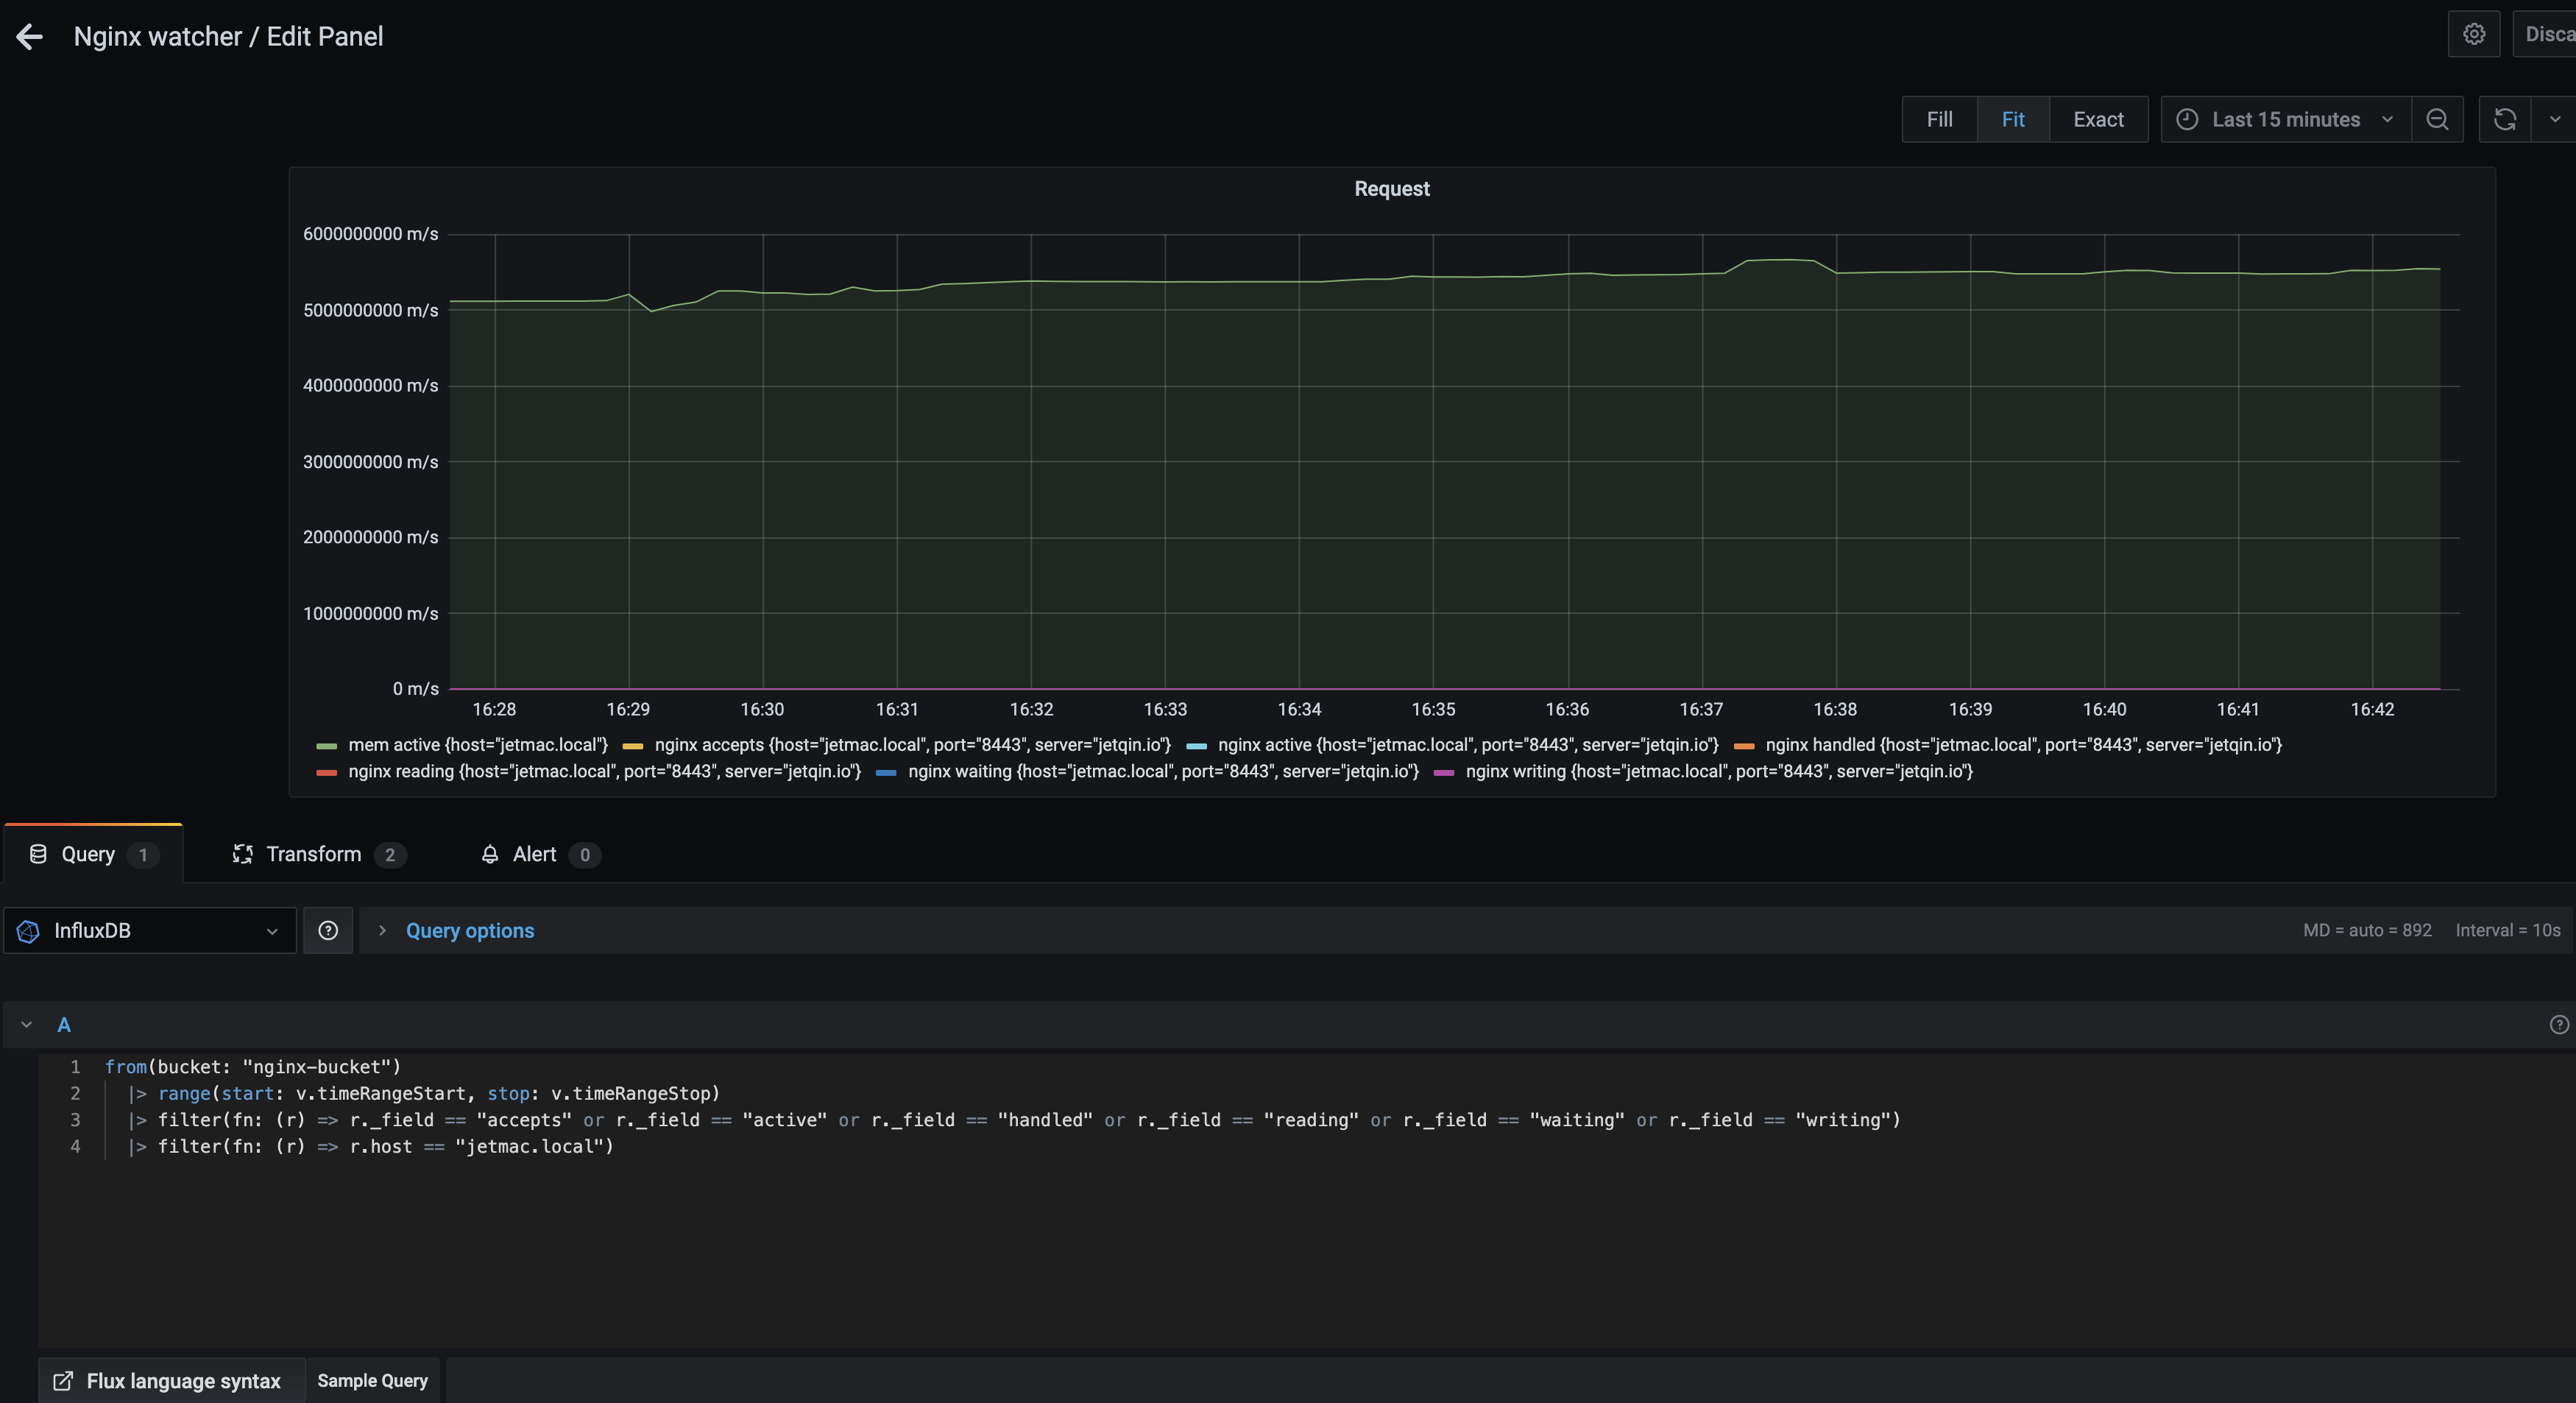 Nginx watcher / Edit Panel
Disca
Fill Fit Exact Last 15 minutes
Request
6000000000 m/s
5000000000 m/s
4000000000 m/s
3000000000 m/s
2000000000 m/s
1000000000 m/s
0 m/s
16:28 16:29 16:30 16:31 16:32 16:33 16:34 16:35 16:36 16:37 16:38 16:39 16:40 16:41 16:42
mem active {host="jetmac.local"} nginx accepts {host="jetmac.local", port="8443", server="jetqin.io"} nginx active {host="jetmac.local", port="8443", server="jetqin.io"} nginx handled {host="jetmac.local", port="8443", server="jetqin.io"}
nginx reading {host="jetmac.local", port="8443", server="jetqin.io"} nginx waiting {host="jetmac.local", port="8443", server="jetqin.io"} nginx writing {host="jetmac.local", port="8443", server="jetqin.io"}
Query 1 Transform 2 Alert 0
InfluxDB Query options MD = auto = 892 Interval = 10s
A
1 from(bucket: "nginx-bucket")
2 |> range(start: v.timeRangeStart, stop: v.timeRangeStop)
3 |> filter(fn: (r) => r._field == "accepts" or r._field == "active" or r._field == "handled" or r._field == "reading" or r._field == "waiting" or r._field == "writing")
4 |> filter(fn: (r) => r.host == "jetmac.local")
Flux language syntax Sample Query